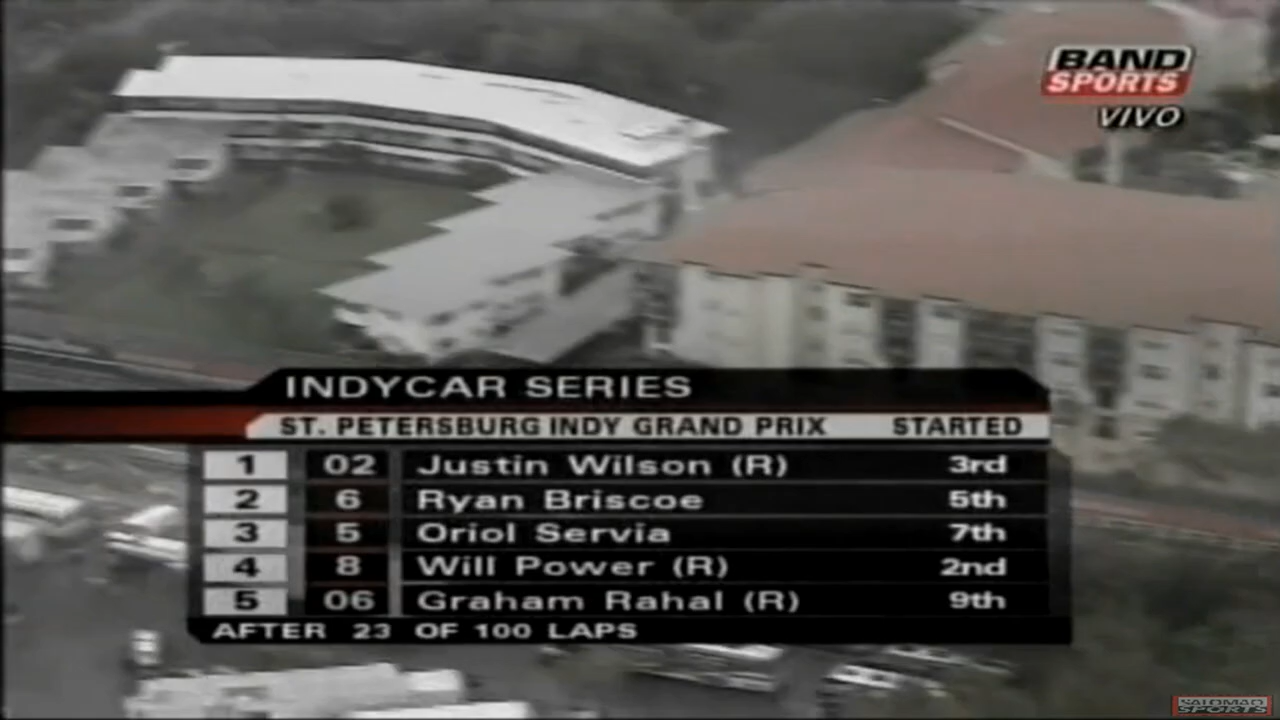 BAND
SPORTS
VIVO
INDYCAR SERIES
ST. PETERSBURG INDY GRAND PRIX STARTED
1 02 Justin Wilson (R) 3rd
2 6 Ryan Briscoe 5th
3 5 Oriol Servia 7th
4 8 Will Power (R) 2nd
5 06 Graham Rahal (R) 9th
AFTER 23 OF 100 LAPS
SPORTS